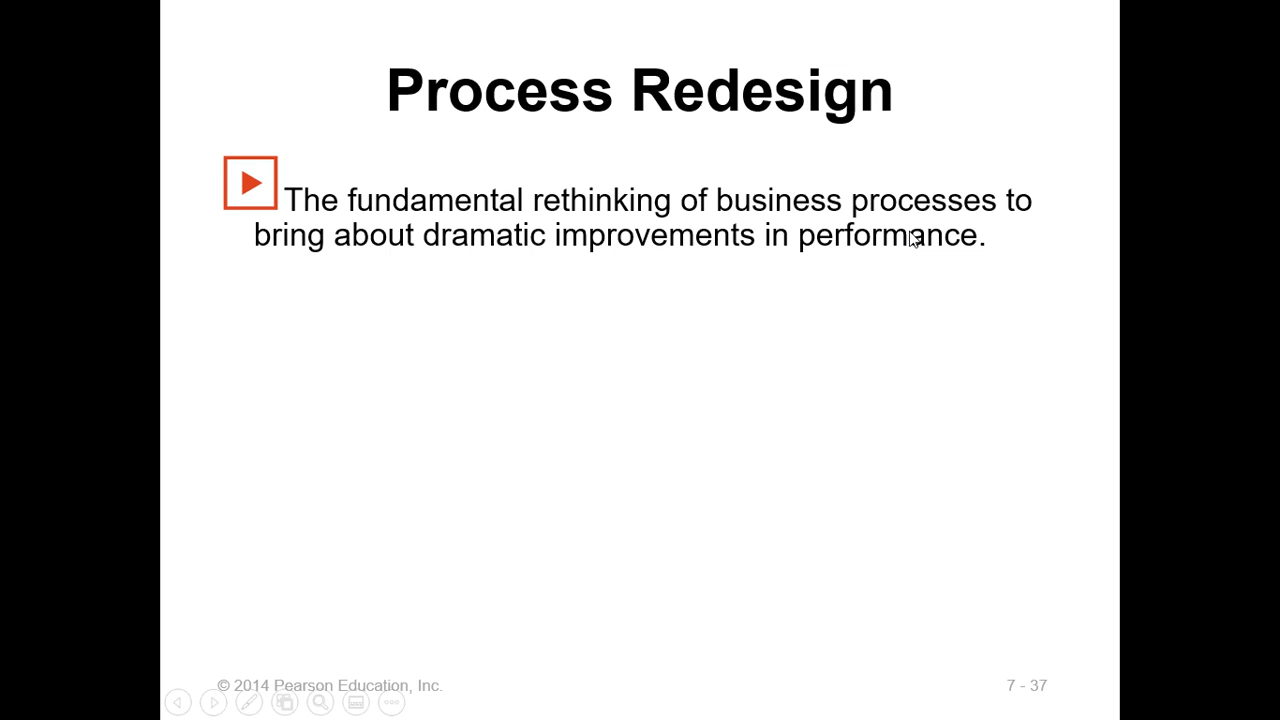 Process Redesign
The fundamental rethinking of business processes to
bring about dramatic improvements in performance.
© 2014 Pearson Education, Inc.
7 - 37